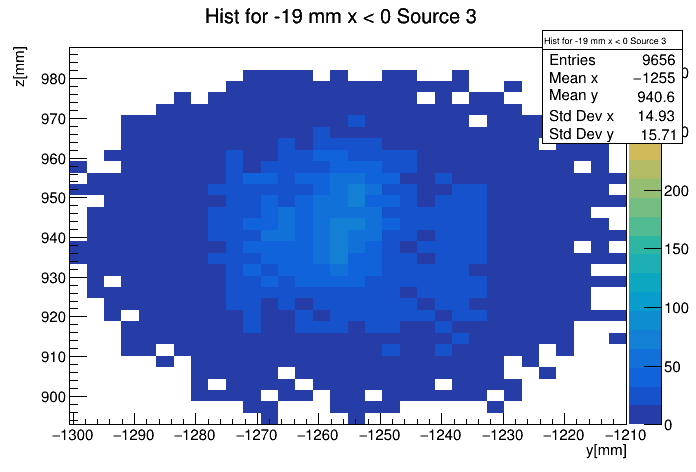 Hist for -19 mm x < 0 Source 3
Hist for -19 mm x < 0 Source 3
Entries 9656
Mean x −1255
Mean y 940.6
Std Dev x 14.93
Std Dev y 15.71
z[mm]
980
970
960
950
940
930
920
910
900
−1300 −1290 −1280 −1270 −1260 −1250 −1240 −1230 −1220 −1210
y[mm]
200
150
100
50
0